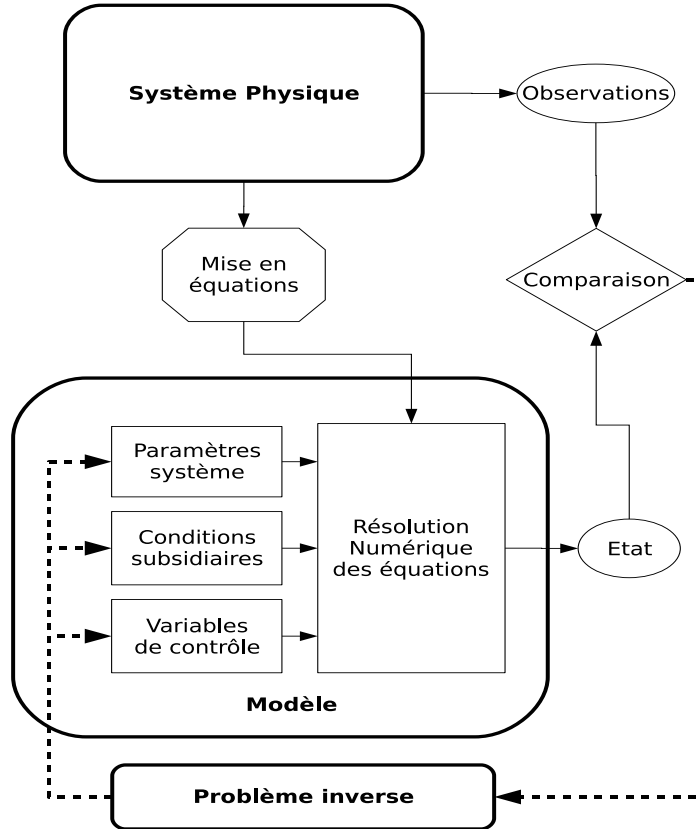 Système Physique
Observations
Mise en
équations
Comparaison
Paramètres
système
Conditions
subsidiaires
Variables
de contrôle
Résolution
Numérique
des équations
Etat
Modèle
Problème inverse